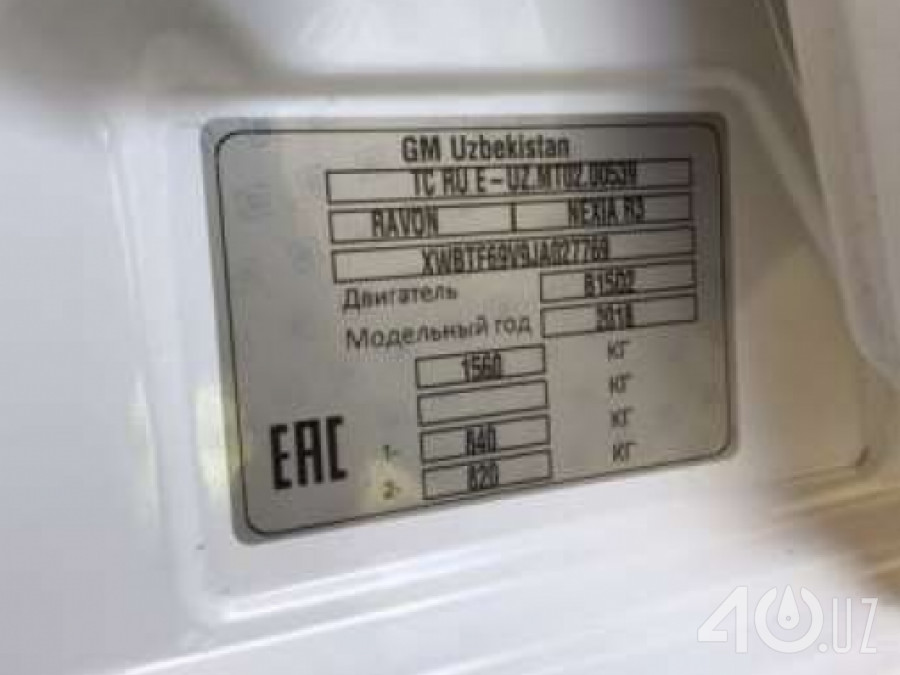 GM Uzbekistan
TC RU E-UZ.MT02.00539
RAVON NEXIA R3
XWBTF69V9JA027769
Двигатель B15D2
Модельный год 2018
1560 КГ
КГ
1- 840 КГ
2- 820 КГ
EAC
40.UZ